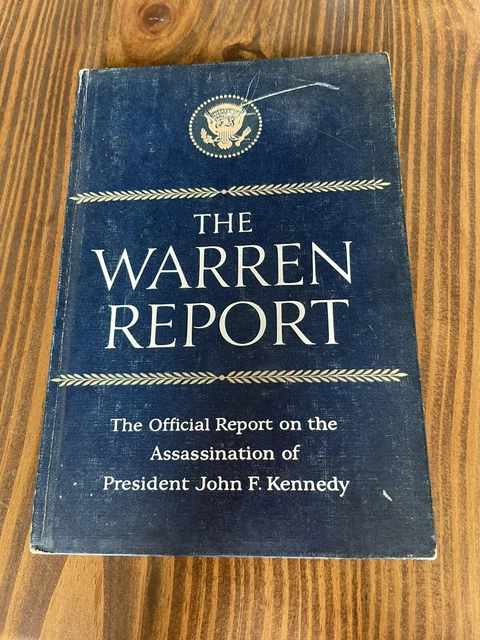 THE
WARREN
REPORT
The Official Report on the
Assassination of
President John F. Kennedy